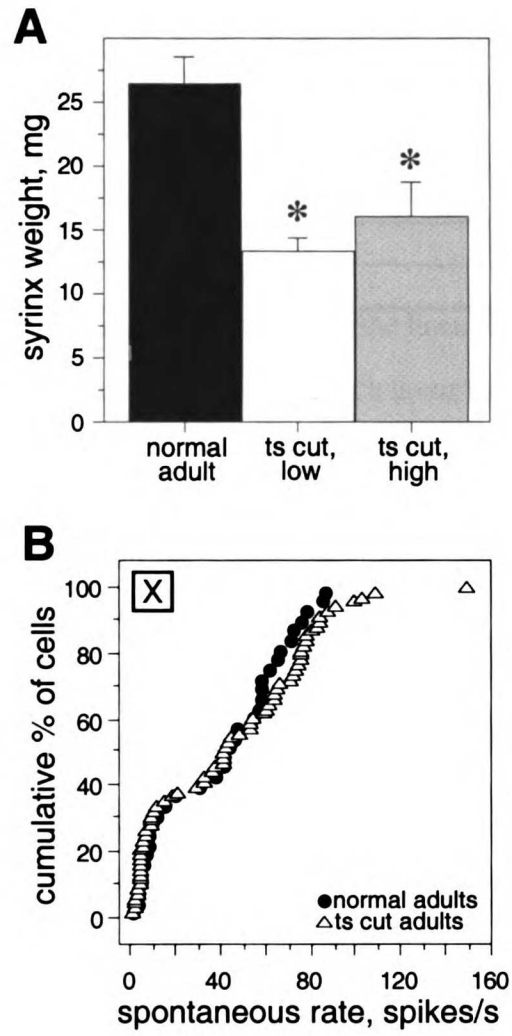 A
syrinx weight, mg
25
20
15
10
5
0
*
*
normal adult
ts cut, low
ts cut, high
B
X
cumulative % of cells
100
80
60
40
20
0
●normal adults
△ts cut adults
0 40 80 120 160
spontaneous rate, spikes/s